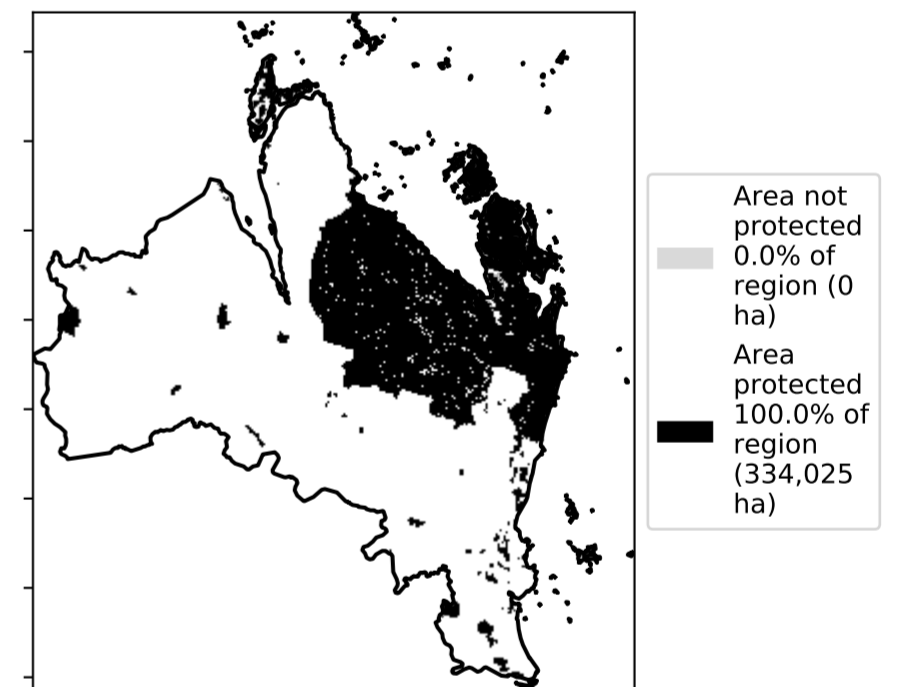 Area not
protected
0.0% of
region (0
ha)
Area
protected
100.0% of
region
(334,025
ha)